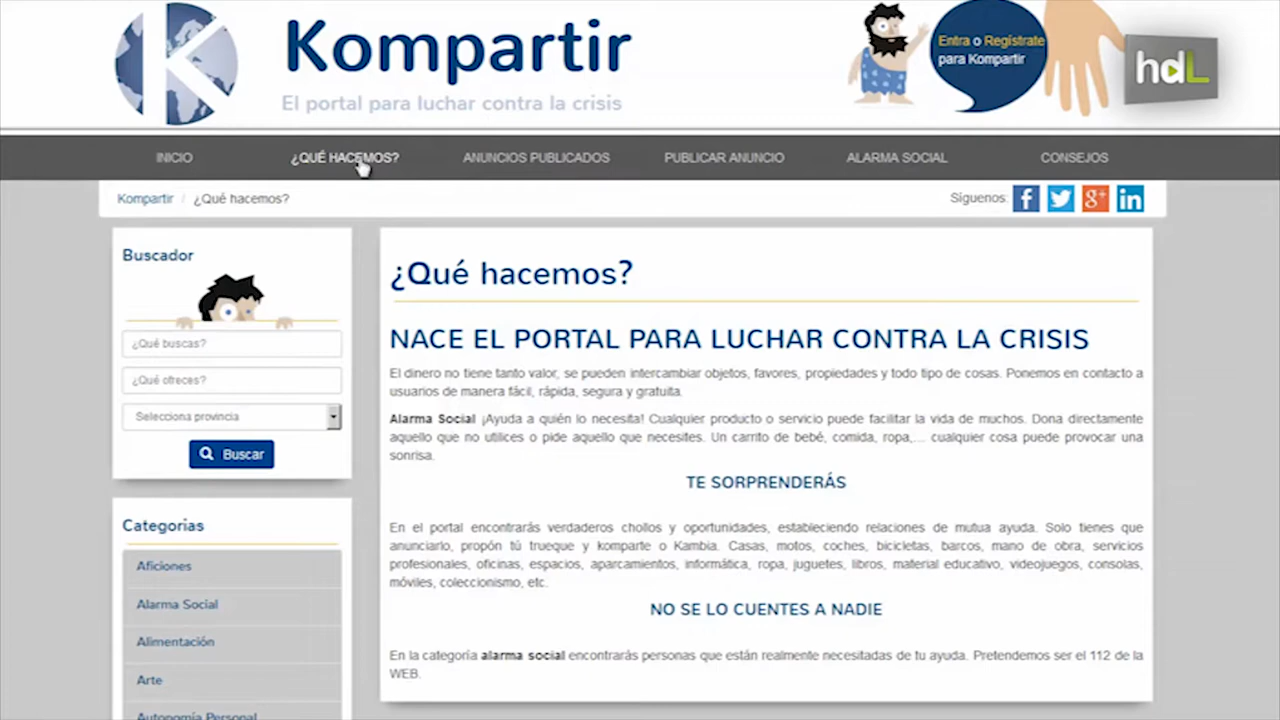 Kompartir
El portal para luchar contra la crisis
Entra o Regístrate
para Kompartir
hdL
INICIO
¿QUÉ HACEMOS?
ANUNCIOS PUBLICADOS
PUBLICAR ANUNCIO
ALARMA SOCIAL
CONSEJOS
Kompartir / ¿Qué hacemos?
Síguenos:
Buscador
¿Qué buscas?
¿Qué ofreces?
Selecciona provincia
Buscar
Categorias
Aficiones
Alarma Social
Alimentación
Arte
Autonomía Personal
¿Qué hacemos?
NACE EL PORTAL PARA LUCHAR CONTRA LA CRISIS
El dinero no tiene tanto valor, se pueden intercambiar objetos, favores, propiedades y todo tipo de cosas. Ponemos en contacto a
usuarios de manera fácil, rápida, segura y gratuita.
Alarma Social ¡Ayuda a quién lo necesita! Cualquier producto o servicio puede facilitar la vida de muchos. Dona directamente
aquello que no utilices o pide aquello que necesites. Un carrito de bebé, comida, ropa,... cualquier cosa puede provocar una
sonrisa.
TE SORPRENDERÁS
En el portal encontrarás verdaderos chollos y oportunidades, estableciendo relaciones de mutua ayuda. Solo tienes que
anunciarlo, propón tú trueque y komparte o Kambia. Casas, motos, coches, bicicletas, barcos, mano de obra, servicios
profesionales, oficinas, espacios, aparcamientos, informática, ropa, juguetes, libros, material educativo, videojuegos, consolas,
móviles, coleccionismo, etc.
NO SE LO CUENTES A NADIE
En la categoría alarma social encontrarás personas que están realmente necesitadas de tu ayuda. Pretendemos ser el 112 de la
WEB.